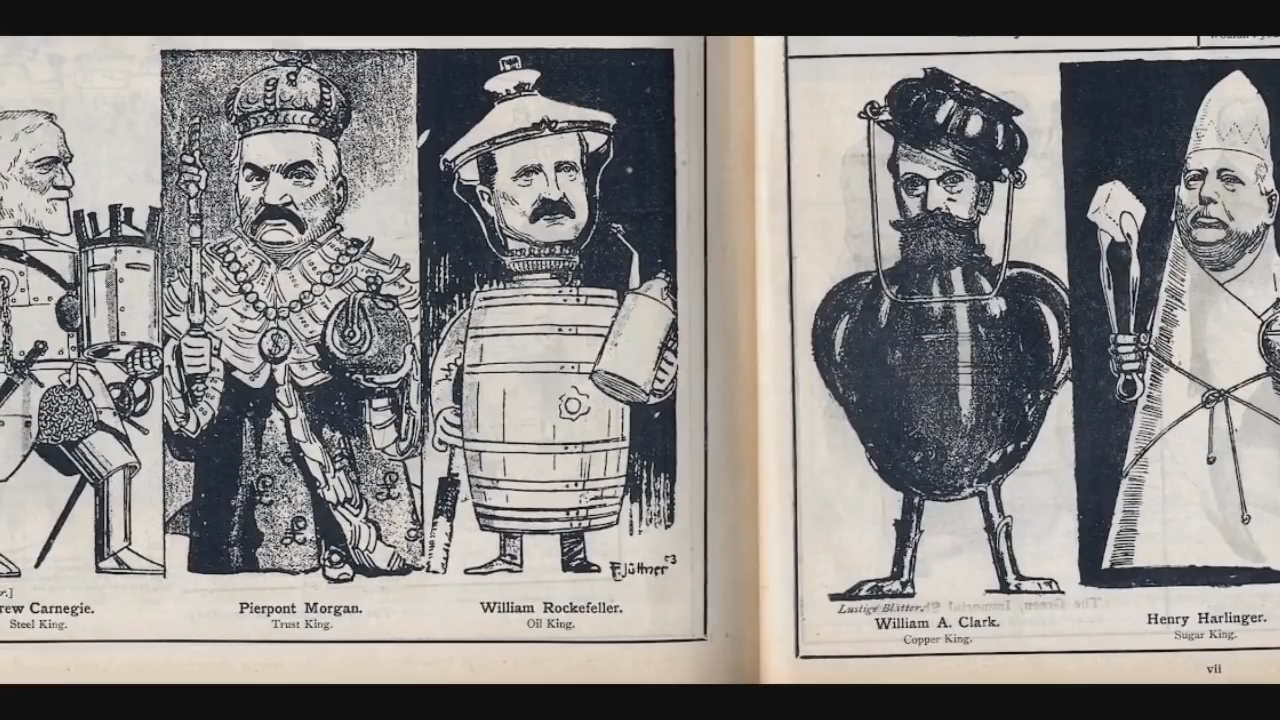 r.]
rew Carnegie.
Steel King.
Pierpont Morgan.
Trust King.
F. Jüttner
William Rockefeller.
Oil King.
Lustige Blätter.
William A. Clark.
Copper King.
Henry Harlinger.
Sugar King.
vii